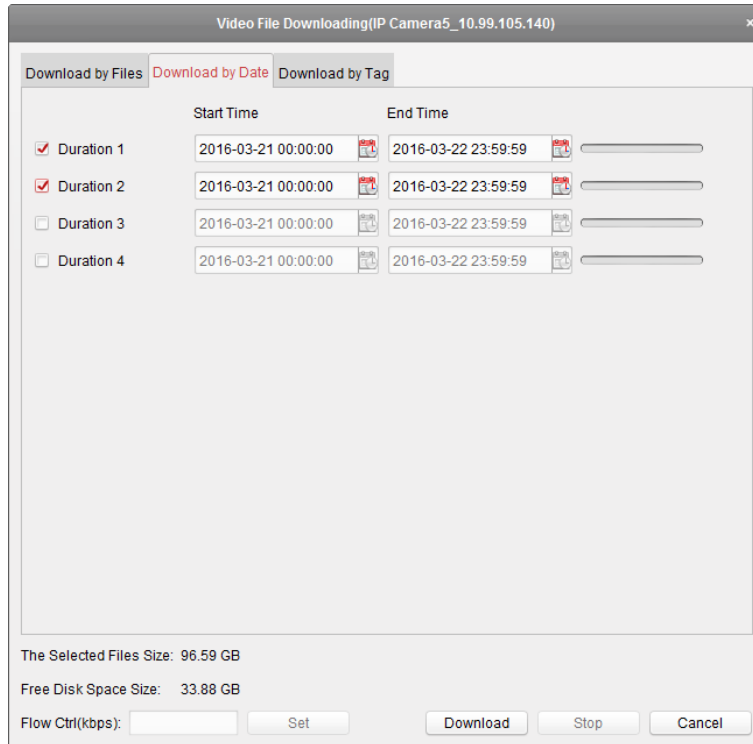 Video File Downloading(IP Camera5_10.99.105.140) ×
Download by Files Download by Date Download by Tag
Start Time End Time
Duration 1 2016-03-21 00:00:00 2016-03-22 23:59:59
Duration 2 2016-03-21 00:00:00 2016-03-22 23:59:59
Duration 3 2016-03-21 00:00:00 2016-03-22 23:59:59
Duration 4 2016-03-21 00:00:00 2016-03-22 23:59:59
The Selected Files Size: 96.59 GB
Free Disk Space Size: 33.88 GB
Flow Ctrl(kbps): Set Download Stop Cancel